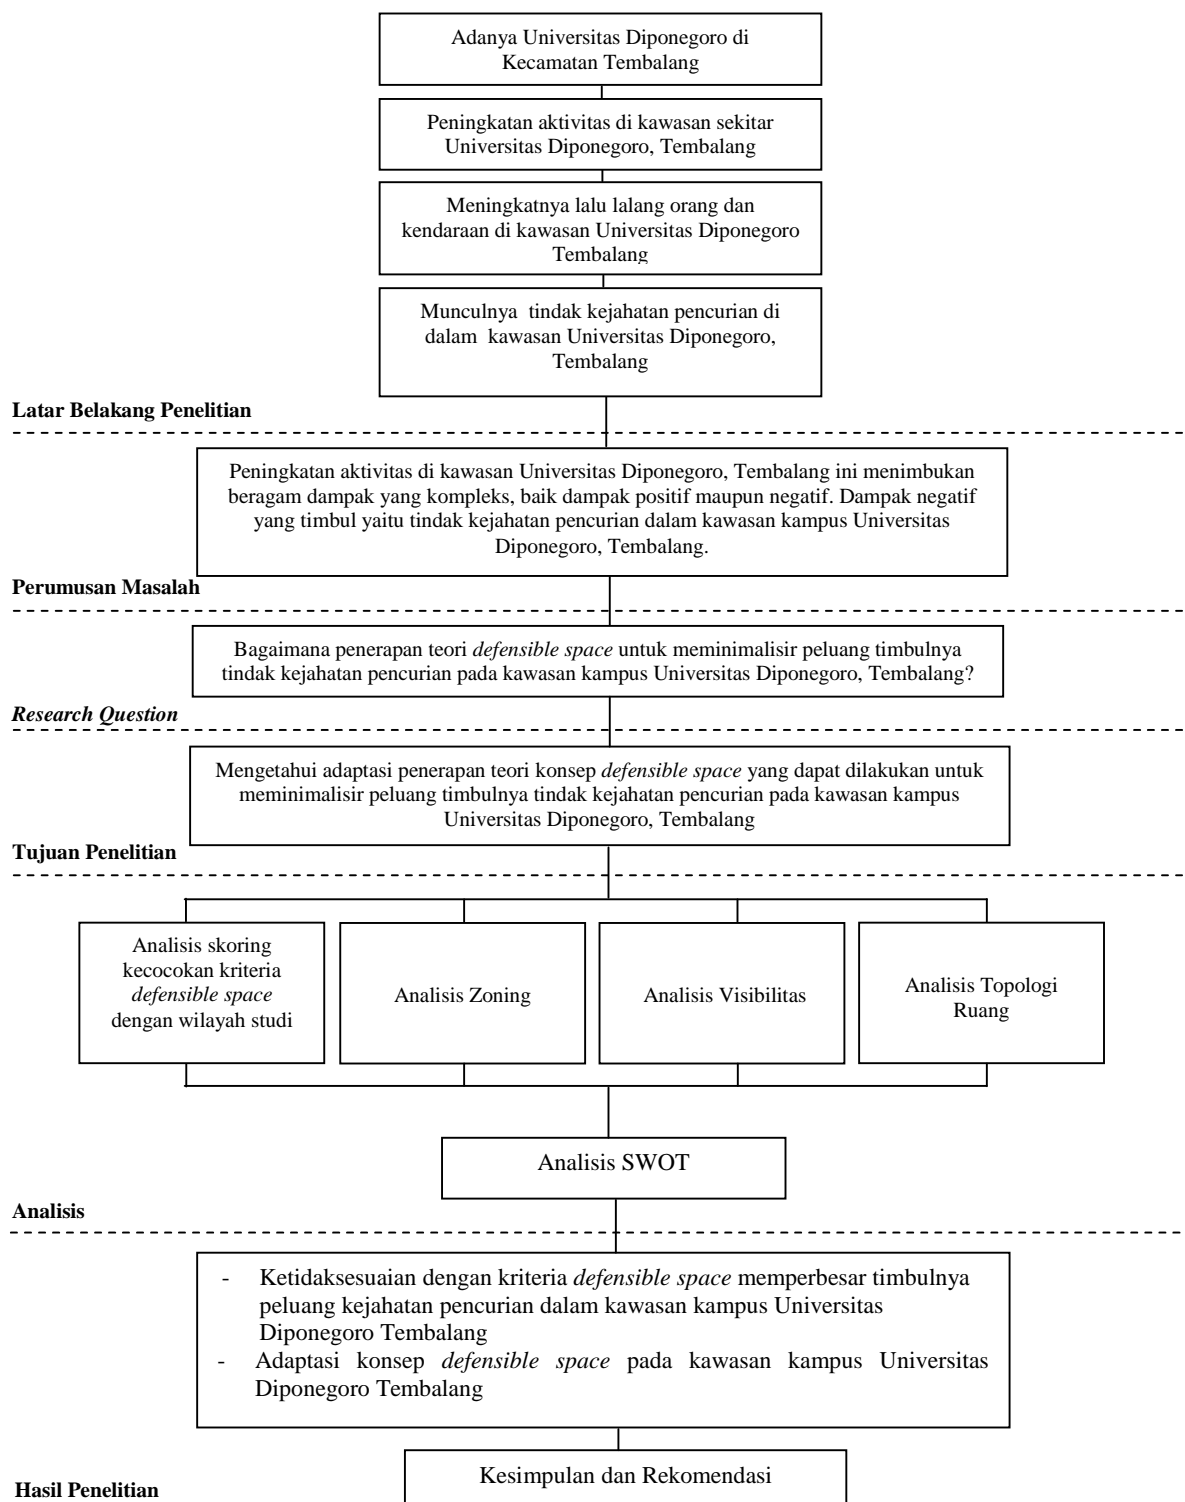 Adanya Universitas Diponegoro di
Kecamatan Tembalang
Peningkatan aktivitas di kawasan sekitar
Universitas Diponegoro, Tembalang
Meningkatnya lalu lalang orang dan
kendaraan di kawasan Universitas Diponegoro
Tembalang
Munculnya tindak kejahatan pencurian di
dalam kawasan Universitas Diponegoro,
Tembalang
Latar Belakang Penelitian
Peningkatan aktivitas di kawasan Universitas Diponegoro, Tembalang ini menimbukan
beragam dampak yang kompleks, baik dampak positif maupun negatif. Dampak negatif
yang timbul yaitu tindak kejahatan pencurian dalam kawasan kampus Universitas
Diponegoro, Tembalang.
Perumusan Masalah
Bagaimana penerapan teori defensible space untuk meminimalisir peluang timbulnya
tindak kejahatan pencurian pada kawasan kampus Universitas Diponegoro, Tembalang?
Research Question
Mengetahui adaptasi penerapan teori konsep defensible space yang dapat dilakukan untuk
meminimalisir peluang timbulnya tindak kejahatan pencurian pada kawasan kampus
Universitas Diponegoro, Tembalang
Tujuan Penelitian
Analisis skoring
kecocokan kriteria
defensible space
dengan wilayah studi
Analisis Zoning
Analisis Visibilitas
Analisis Topologi
Ruang
Analisis SWOT
Analisis
- Ketidaksesuaian dengan kriteria defensible space memperbesar timbulnya
peluang kejahatan pencurian dalam kawasan kampus Universitas
Diponegoro Tembalang
- Adaptasi konsep defensible space pada kawasan kampus Universitas
Diponegoro Tembalang
Kesimpulan dan Rekomendasi
Hasil Penelitian